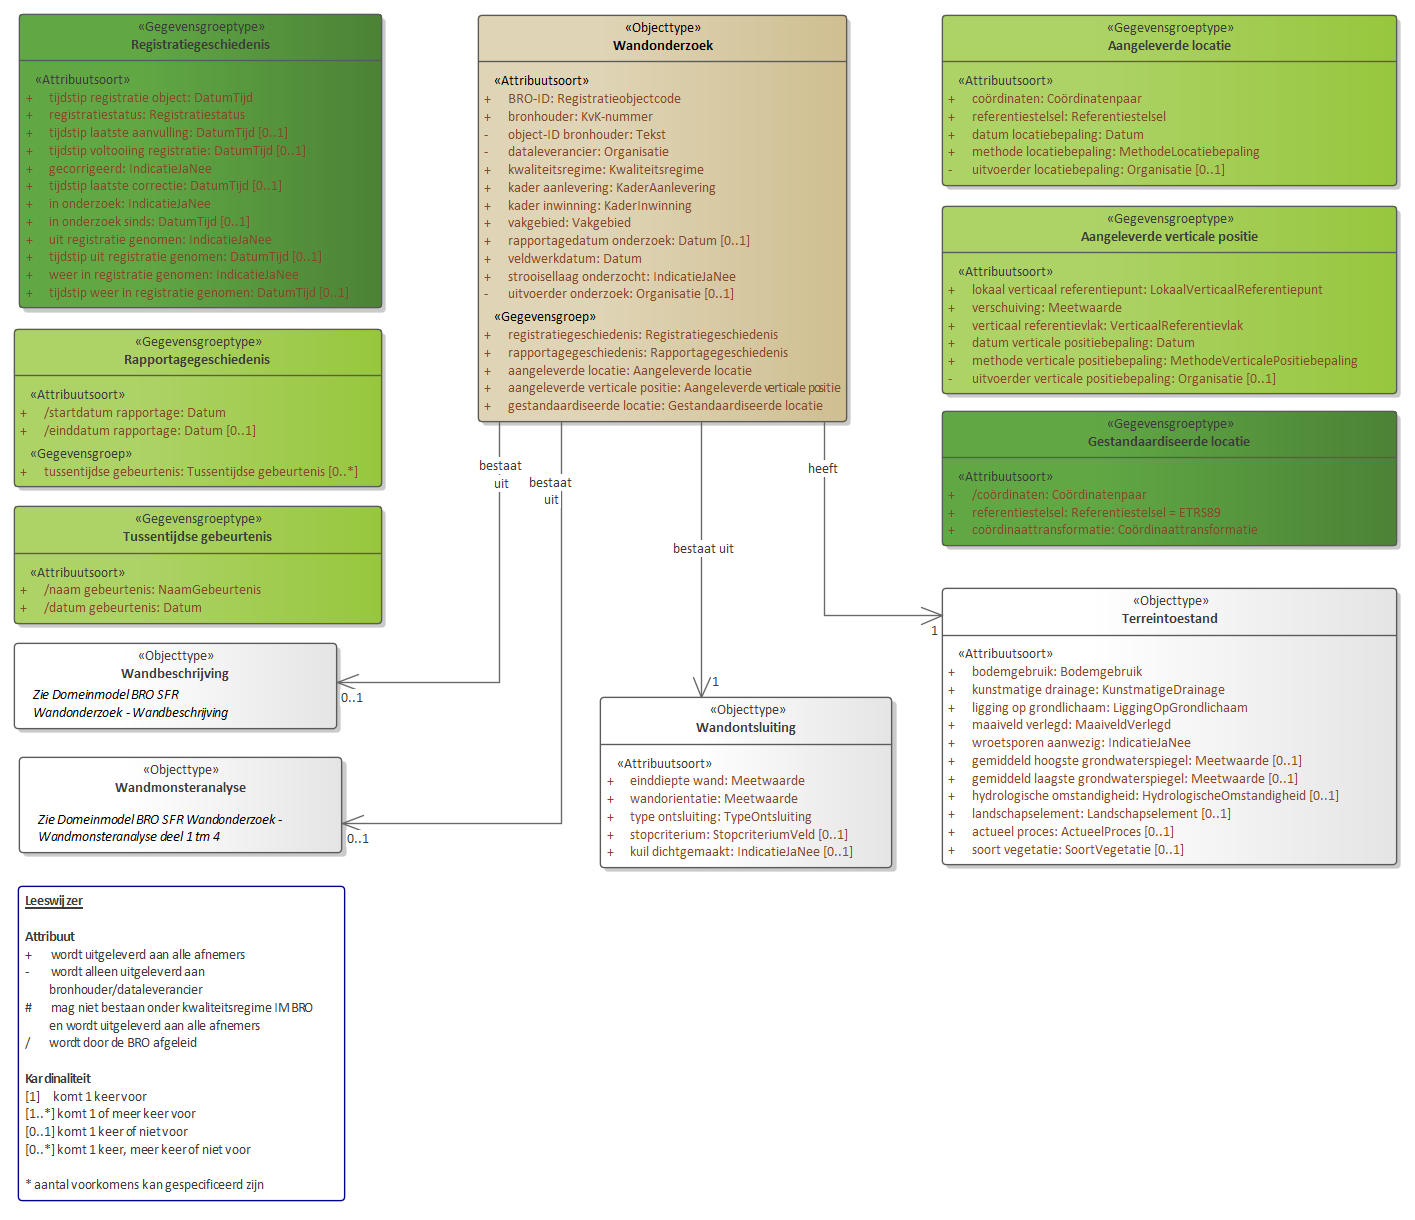 «Gegevensgroeptype»
Registratiegeschiedenis
«Attribuutsoort»
+ tijdstip registratie object: DatumTijd
+ registratiestatus: Registratiestatus
+ tijdstip laatste aanvulling: DatumTijd [0..1]
+ tijdstip voltooiing registratie: DatumTijd [0..1]
+ gecorrigeerd: IndicatieJaNee
+ tijdstip laatste correctie: DatumTijd [0..1]
+ in onderzoek: IndicatieJaNee
+ in onderzoek sinds: DatumTijd [0..1]
+ uit registratie genomen: IndicatieJaNee
+ tijdstip uit registratie genomen: DatumTijd [0..1]
+ weer in registratie genomen: IndicatieJaNee
+ tijdstip weer in registratie genomen: DatumTijd [0..1]
«Gegevensgroeptype»
Rapportagegeschiedenis
«Attribuutsoort»
+ /startdatum rapportage: Datum
+ /einddatum rapportage: Datum [0..1]
«Gegevensgroep»
+ tussentijdse gebeurtenis: Tussentijdse gebeurtenis [0..*]
«Gegevensgroeptype»
Tussentijdse gebeurtenis
«Attribuutsoort»
+ /naam gebeurtenis: NaamGebeurtenis
+ /datum gebeurtenis: Datum
«Objecttype»
Wandbeschrijving
Zie Domeinmodel BRO SFR
Wandonderzoek - Wandbeschrijving
«Objecttype»
Wandmonsteranalyse
Zie Domeinmodel BRO SFR Wandonderzoek -
Wandmonsteranalyse deel 1 tm 4
«Objecttype»
Wandonderzoek
«Attribuutsoort»
+ BRO-ID: Registratieobjectcode
+ bronhouder: KvK-nummer
- object-ID bronhouder: Tekst
- dataleverancier: Organisatie
+ kwaliteitsregime: Kwaliteitsregime
+ kader aanlevering: KaderAanlevering
+ kader inwinning: KaderInwinning
+ vakgebied: Vakgebied
+ rapportagedatum onderzoek: Datum [0..1]
+ veldwerkdatum: Datum
+ strooisellaag onderzocht: IndicatieJaNee
- uitvoerder onderzoek: Organisatie [0..1]
«Gegevensgroep»
+ registratiegeschiedenis: Registratiegeschiedenis
+ rapportagegeschiedenis: Rapportagegeschiedenis
+ aangeleverde locatie: Aangeleverde locatie
+ aangeleverde verticale positie: Aangeleverde verticale positie
+ gestandaardiseerde locatie: Gestandaardiseerde locatie
bestaat
uit
bestaat
uit
bestaat uit
heeft
0..1
0..1
1
1
«Objecttype»
Wandontsluiting
«Attribuutsoort»
+ einddiepte wand: Meetwaarde
+ wandorientatie: Meetwaarde
+ type ontsluiting: TypeOntsluiting
+ stopcriterium: StopcriteriumVeld [0..1]
+ kuil dichtgemaakt: IndicatieJaNee [0..1]
«Gegevensgroeptype»
Aangeleverde locatie
«Attribuutsoort»
+ coördinaten: Coördinatenpaar
+ referentiestelsel: Referentiestelsel
+ datum locatiebepaling: Datum
+ methode locatiebepaling: MethodeLocatiebepaling
- uitvoerder locatiebepaling: Organisatie [0..1]
«Gegevensgroeptype»
Aangeleverde verticale positie
«Attribuutsoort»
+ lokaal verticaal referentiepunt: LokaalVerticaalReferentiepunt
+ verschuiving: Meetwaarde
+ verticaal referentievlak: VerticaalReferentievlak
+ datum verticale positiebepaling: Datum
+ methode verticale positiebepaling: MethodeVerticalePositiebepaling
- uitvoerder verticale positiebepaling: Organisatie [0..1]
«Gegevensgroeptype»
Gestandaardiseerde locatie
«Attribuutsoort»
+ /coördinaten: Coördinatenpaar
+ referentiestelsel: Referentiestelsel = ETRS89
+ coördinaattransformatie: Coördinaattransformatie
«Objecttype»
Terreintoestand
«Attribuutsoort»
+ bodemgebruik: Bodemgebruik
+ kunstmatige drainage: KunstmatigeDrainage
+ ligging op grondlichaam: LiggingOpGrondlichaam
+ maaiveld verlegd: MaaiveldVerlegd
+ wroetsporen aanwezig: IndicatieJaNee
+ gemiddeld hoogste grondwaterspiegel: Meetwaarde [0..1]
+ gemiddeld laagste grondwaterspiegel: Meetwaarde [0..1]
+ hydrologische omstandigheid: HydrologischeOmstandigheid [0..1]
+ landschapselement: Landschapselement [0..1]
+ actueel proces: ActueelProces [0..1]
+ soort vegetatie: SoortVegetatie [0..1]
Leeswijzer
Attribuut
+ wordt uitgeleverd aan alle afnemers
- wordt alleen uitgeleverd aan
bronhouder/dataleverancier
# mag niet bestaan onder kwaliteitsregime IMBRO
en wordt uitgeleverd aan alle afnemers
/ wordt door de BRO afgeleid
Kardinaliteit
[1] komt 1 keer voor
[1..*] komt 1 of meer keer voor
[0..1] komt 1 keer of niet voor
[0..*] komt 1 keer, meer keer of niet voor
* aantal voorkomens kan gespecificeerd zijn